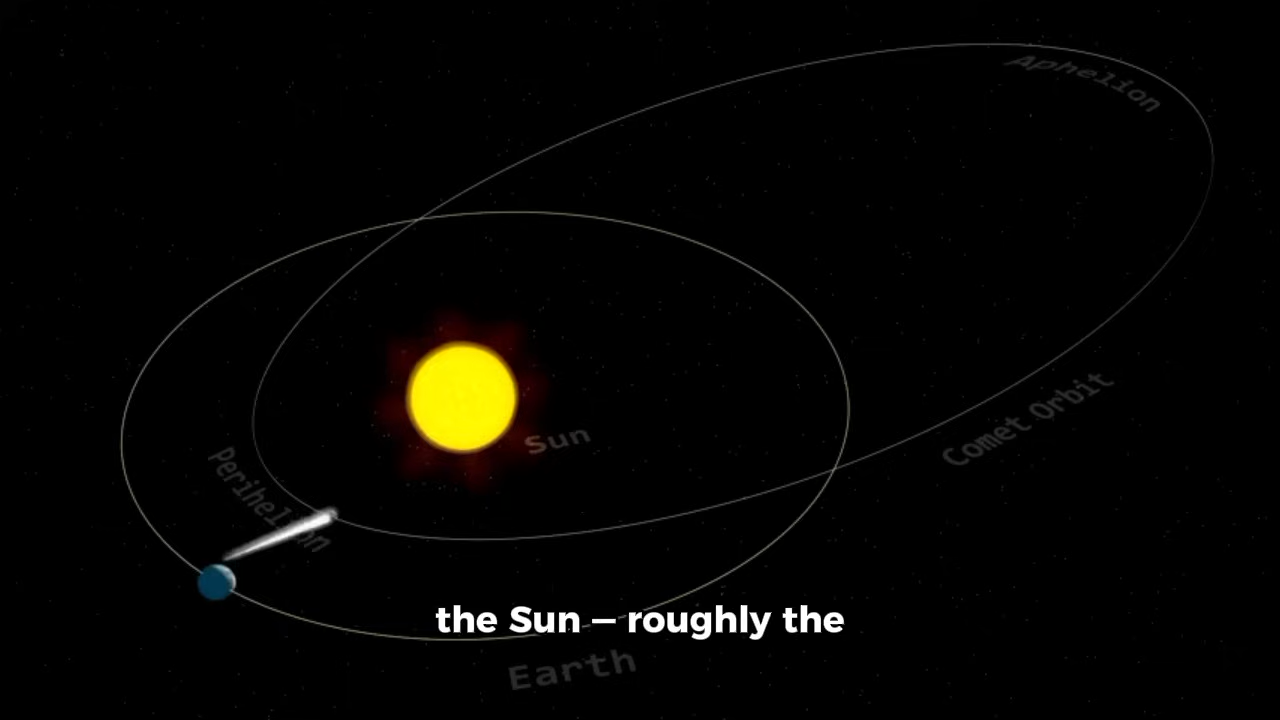 Aphelion
Comet Orbit
Sun
Perihelion
the Sun – roughly the
Earth